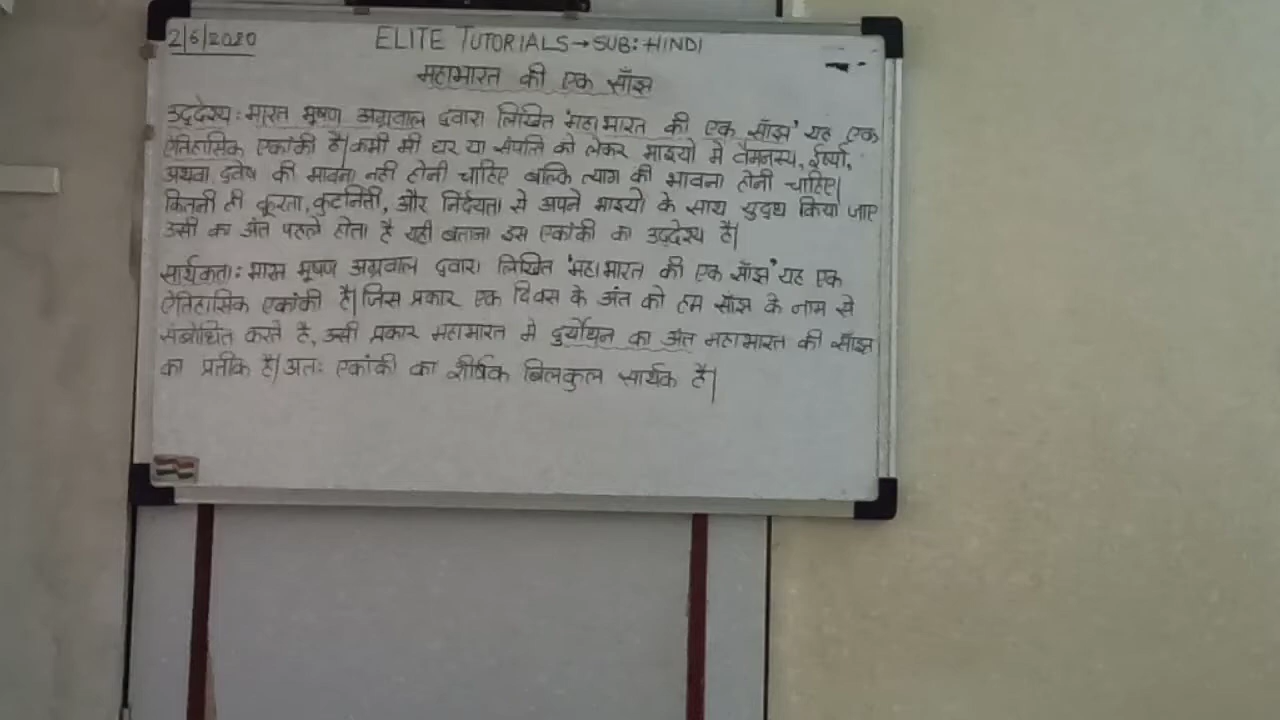 2/6/2020
ELITE TUTORIALS→SUB: HINDI
महाभारत की एक साँझ
उद्देश्य: भारत भूषण अग्रवाल द्वारा लिखित 'महाभारत की एक साँझ' यह एक
ऐतिहासिक एकांकी है। कभी भी घर या संपत्ति को लेकर भाइयो मे वैमनस्य, ईर्ष्या,
अथवा द्वेष की भावना नही होनी चाहिए बल्कि त्याग की भावना होनी चाहिए।
कितनी ही क्रूरता, कुटनिती, और निर्दयता से अपने भाइयो के साथ युद्ध किया जाए
उसी का अंत पहले होता है यही बताना इस एकांकी का उद्देश्य है।
सार्थकता: भारत भूषण अग्रवाल द्वारा लिखित 'महाभारत की एक साँझ' यह एक
ऐतिहासिक एकांकी है। जिस प्रकार एक दिवस के अंत को हम साँझ के नाम से
संबोधित करते है, उसी प्रकार महाभारत मे दुर्योधन का अंत महाभारत की साँझ
का प्रतीक है। अतः एकांकी का शीर्षक बिलकुल सार्थक है।